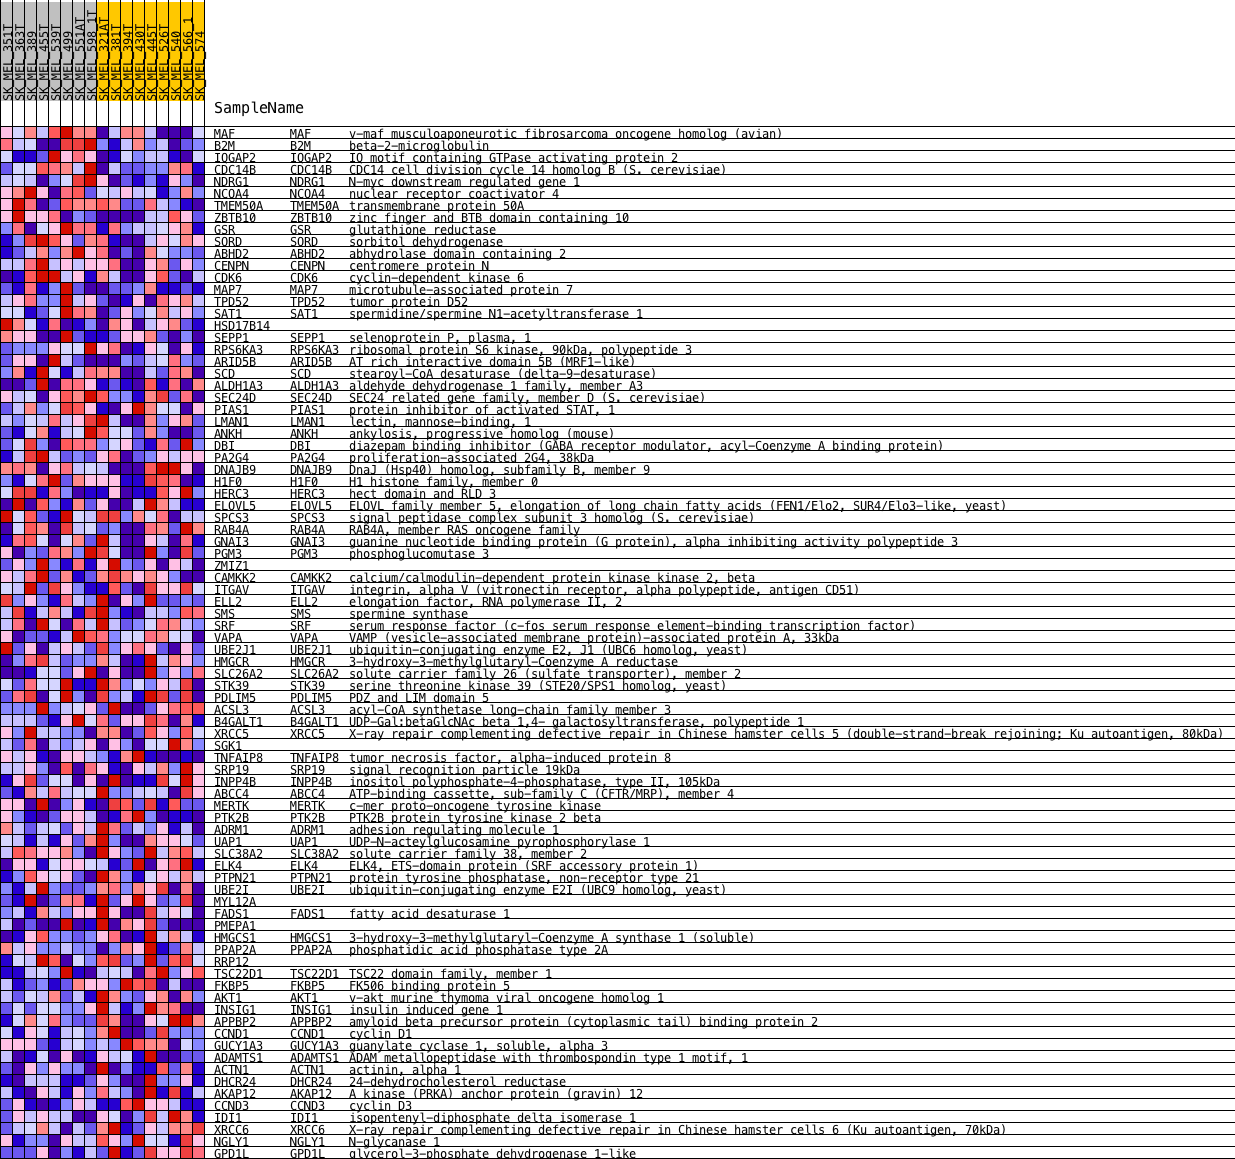 SK_MEL_351T
SK_MEL_363T
SK_MEL_389
SK_MEL_455T
SK_MEL_539T
SK_MEL_499
SK_MEL_551AT
SK_MEL_598_1T
SK_MEL_321AT
SK_MEL_381T
SK_MEL_394T
SK_MEL_430T
SK_MEL_445T
SK_MEL_526T
SK_MEL_540
SK_MEL_566_1
SK_MEL_574
SampleName
MAF MAF v-maf musculoaponeurotic fibrosarcoma oncogene homolog (avian)
B2M B2M beta-2-microglobulin
IQGAP2 IQGAP2 IQ motif containing GTPase activating protein 2
CDC14B CDC14B CDC14 cell division cycle 14 homolog B (S. cerevisiae)
NDRG1 NDRG1 N-myc downstream regulated gene 1
NCOA4 NCOA4 nuclear receptor coactivator 4
TMEM50A TMEM50A transmembrane protein 50A
ZBTB10 ZBTB10 zinc finger and BTB domain containing 10
GSR GSR glutathione reductase
SORD SORD sorbitol dehydrogenase
ABHD2 ABHD2 abhydrolase domain containing 2
CENPN CENPN centromere protein N
CDK6 CDK6 cyclin-dependent kinase 6
MAP7 MAP7 microtubule-associated protein 7
TPD52 TPD52 tumor protein D52
SAT1 SAT1 spermidine/spermine N1-acetyltransferase 1
HSD17B14
SEPP1 SEPP1 selenoprotein P, plasma, 1
RPS6KA3 RPS6KA3 ribosomal protein S6 kinase, 90kDa, polypeptide 3
ARID5B ARID5B AT rich interactive domain 5B (MRF1-like)
SCD SCD stearoyl-CoA desaturase (delta-9-desaturase)
ALDH1A3 ALDH1A3 aldehyde dehydrogenase 1 family, member A3
SEC24D SEC24D SEC24 related gene family, member D (S. cerevisiae)
PIAS1 PIAS1 protein inhibitor of activated STAT, 1
LMAN1 LMAN1 lectin, mannose-binding, 1
ANKH ANKH ankylosis, progressive homolog (mouse)
DBI DBI diazepam binding inhibitor (GABA receptor modulator, acyl-Coenzyme A binding protein)
PA2G4 PA2G4 proliferation-associated 2G4, 38kDa
DNAJB9 DNAJB9 DnaJ (Hsp40) homolog, subfamily B, member 9
H1F0 H1F0 H1 histone family, member 0
HERC3 HERC3 hect domain and RLD 3
ELOVL5 ELOVL5 ELOVL family member 5, elongation of long chain fatty acids (FEN1/Elo2, SUR4/Elo3-like, yeast)
SPCS3 SPCS3 signal peptidase complex subunit 3 homolog (S. cerevisiae)
RAB4A RAB4A RAB4A, member RAS oncogene family
GNAI3 GNAI3 guanine nucleotide binding protein (G protein), alpha inhibiting activity polypeptide 3
PGM3 PGM3 phosphoglucomutase 3
ZMIZ1
CAMKK2 CAMKK2 calcium/calmodulin-dependent protein kinase kinase 2, beta
ITGAV ITGAV integrin, alpha V (vitronectin receptor, alpha polypeptide, antigen CD51)
ELL2 ELL2 elongation factor, RNA polymerase II, 2
SMS SMS spermine synthase
SRF SRF serum response factor (c-fos serum response element-binding transcription factor)
VAPA VAPA VAMP (vesicle-associated membrane protein)-associated protein A, 33kDa
UBE2J1 UBE2J1 ubiquitin-conjugating enzyme E2, J1 (UBC6 homolog, yeast)
HMGCR HMGCR 3-hydroxy-3-methylglutaryl-Coenzyme A reductase
SLC26A2 SLC26A2 solute carrier family 26 (sulfate transporter), member 2
STK39 STK39 serine threonine kinase 39 (STE20/SPS1 homolog, yeast)
PDLIM5 PDLIM5 PDZ and LIM domain 5
ACSL3 ACSL3 acyl-CoA synthetase long-chain family member 3
B4GALT1 B4GALT1 UDP-Gal:betaGlcNAc beta 1,4- galactosyltransferase, polypeptide 1
XRCC5 XRCC5 X-ray repair complementing defective repair in Chinese hamster cells 5 (double-strand-break rejoining; Ku autoantigen, 80kDa)
SGK1
TNFAIP8 TNFAIP8 tumor necrosis factor, alpha-induced protein 8
SRP19 SRP19 signal recognition particle 19kDa
INPP4B INPP4B inositol polyphosphate-4-phosphatase, type II, 105kDa
ABCC4 ABCC4 ATP-binding cassette, sub-family C (CFTR/MRP), member 4
MERTK MERTK c-mer proto-oncogene tyrosine kinase
PTK2B PTK2B PTK2B protein tyrosine kinase 2 beta
ADRM1 ADRM1 adhesion regulating molecule 1
UAP1 UAP1 UDP-N-acteylglucosamine pyrophosphorylase 1
SLC38A2 SLC38A2 solute carrier family 38, member 2
ELK4 ELK4 ELK4, ETS-domain protein (SRF accessory protein 1)
PTPN21 PTPN21 protein tyrosine phosphatase, non-receptor type 21
UBE2I UBE2I ubiquitin-conjugating enzyme E2I (UBC9 homolog, yeast)
MYL12A
FADS1 FADS1 fatty acid desaturase 1
PMEPA1
HMGCS1 HMGCS1 3-hydroxy-3-methylglutaryl-Coenzyme A synthase 1 (soluble)
PPAP2A PPAP2A phosphatidic acid phosphatase type 2A
RRP12
TSC22D1 TSC22D1 TSC22 domain family, member 1
FKBP5 FKBP5 FK506 binding protein 5
AKT1 AKT1 v-akt murine thymoma viral oncogene homolog 1
INSIG1 INSIG1 insulin induced gene 1
APPBP2 APPBP2 amyloid beta precursor protein (cytoplasmic tail) binding protein 2
CCND1 CCND1 cyclin D1
GUCY1A3 GUCY1A3 guanylate cyclase 1, soluble, alpha 3
ADAMTS1 ADAMTS1 ADAM metallopeptidase with thrombospondin type 1 motif, 1
ACTN1 ACTN1 actinin, alpha 1
DHCR24 DHCR24 24-dehydrocholesterol reductase
AKAP12 AKAP12 A kinase (PRKA) anchor protein (gravin) 12
CCND3 CCND3 cyclin D3
IDI1 IDI1 isopentenyl-diphosphate delta isomerase 1
XRCC6 XRCC6 X-ray repair complementing defective repair in Chinese hamster cells 6 (Ku autoantigen, 70kDa)
NGLY1 NGLY1 N-glycanase 1
GPD1L GPD1L glycerol-3-phosphate dehydrogenase 1-like